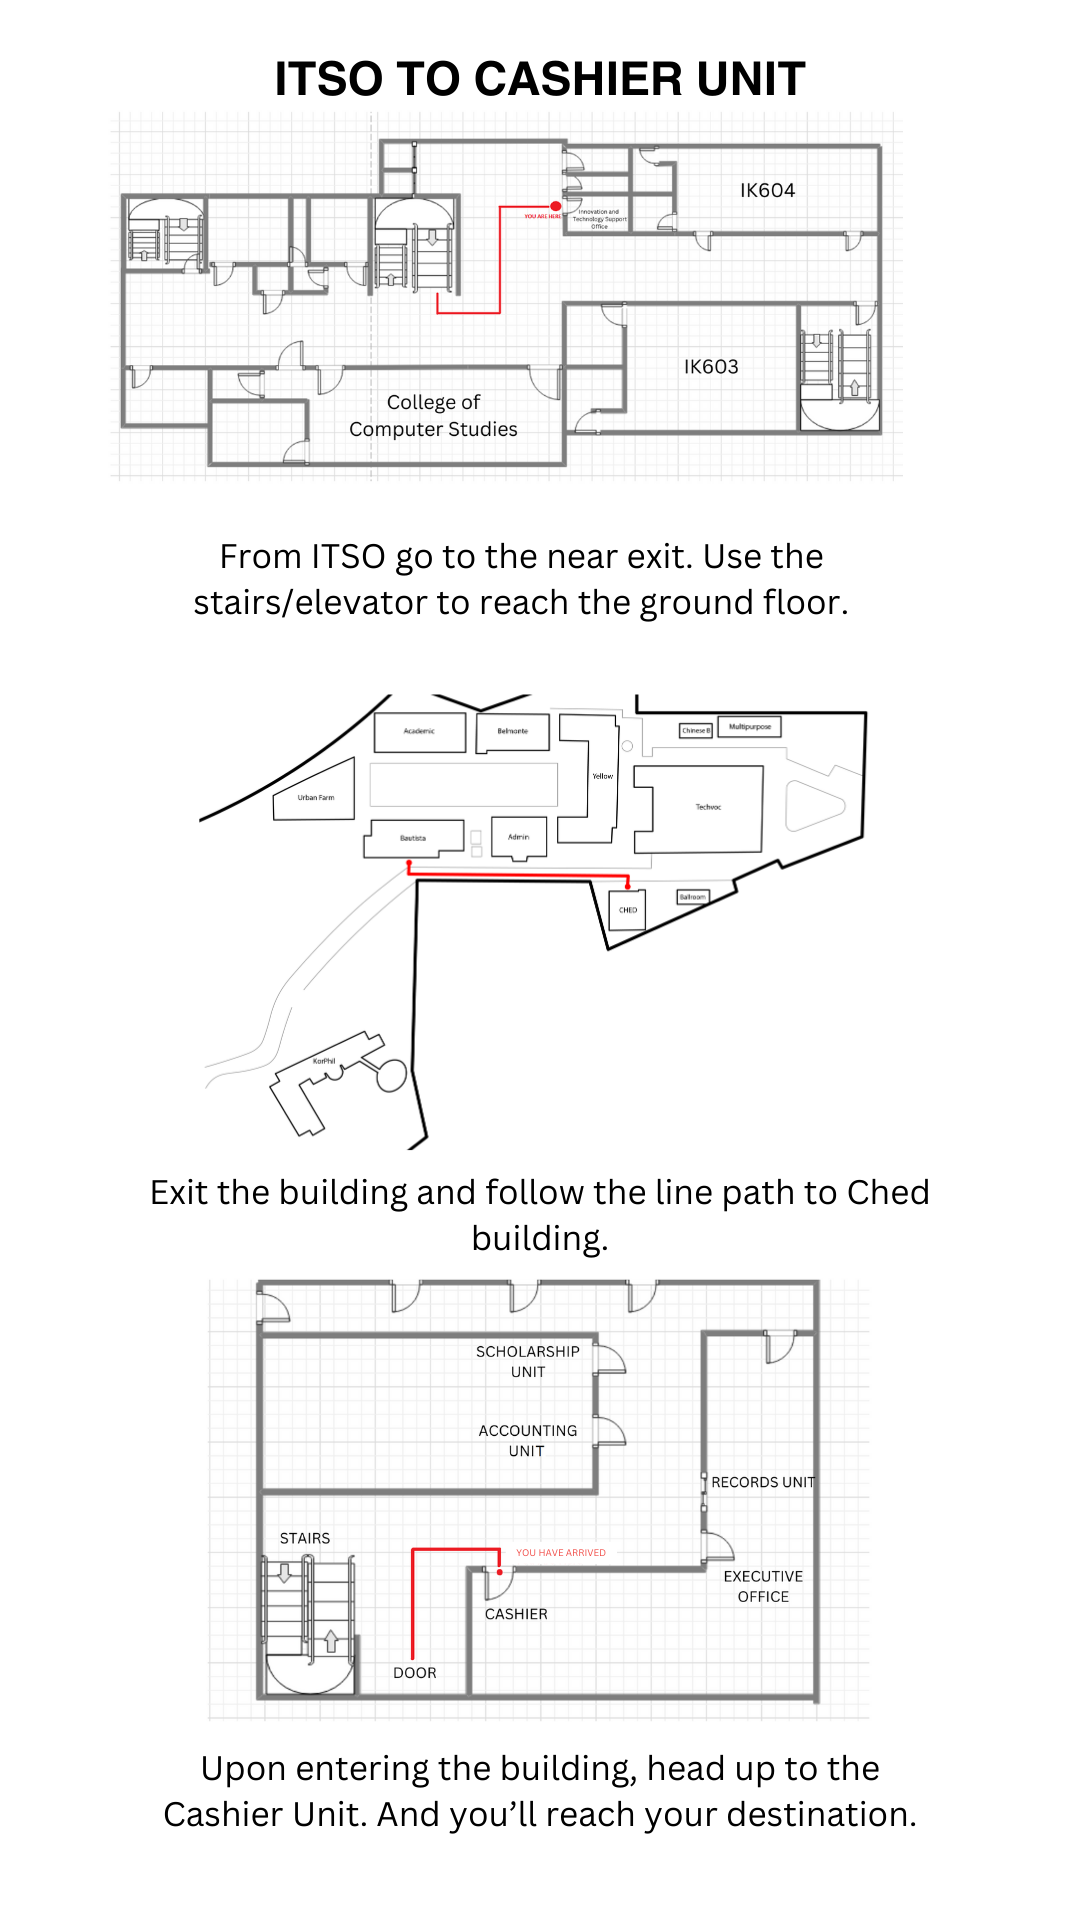 ITSO TO CASHIER UNIT
IK604
YOU ARE HERE
Innovation and
Technology Support
Office
IK603
College of
Computer Studies
From ITSO go to the near exit. Use the
stairs/elevator to reach the ground floor.
Academic
Belmonte
Chinese B
Multipurpose
Yellow
Urban Farm
Techvoc
Bautista
Admin
CHED
Ballroom
KorPhil
Exit the building and follow the line path to Ched
building.
SCHOLARSHIP
UNIT
ACCOUNTING
UNIT
RECORDS UNIT
STAIRS
YOU HAVE ARRIVED
EXECUTIVE
OFFICE
CASHIER
DOOR
Upon entering the building, head up to the
Cashier Unit. And you’ll reach your destination.